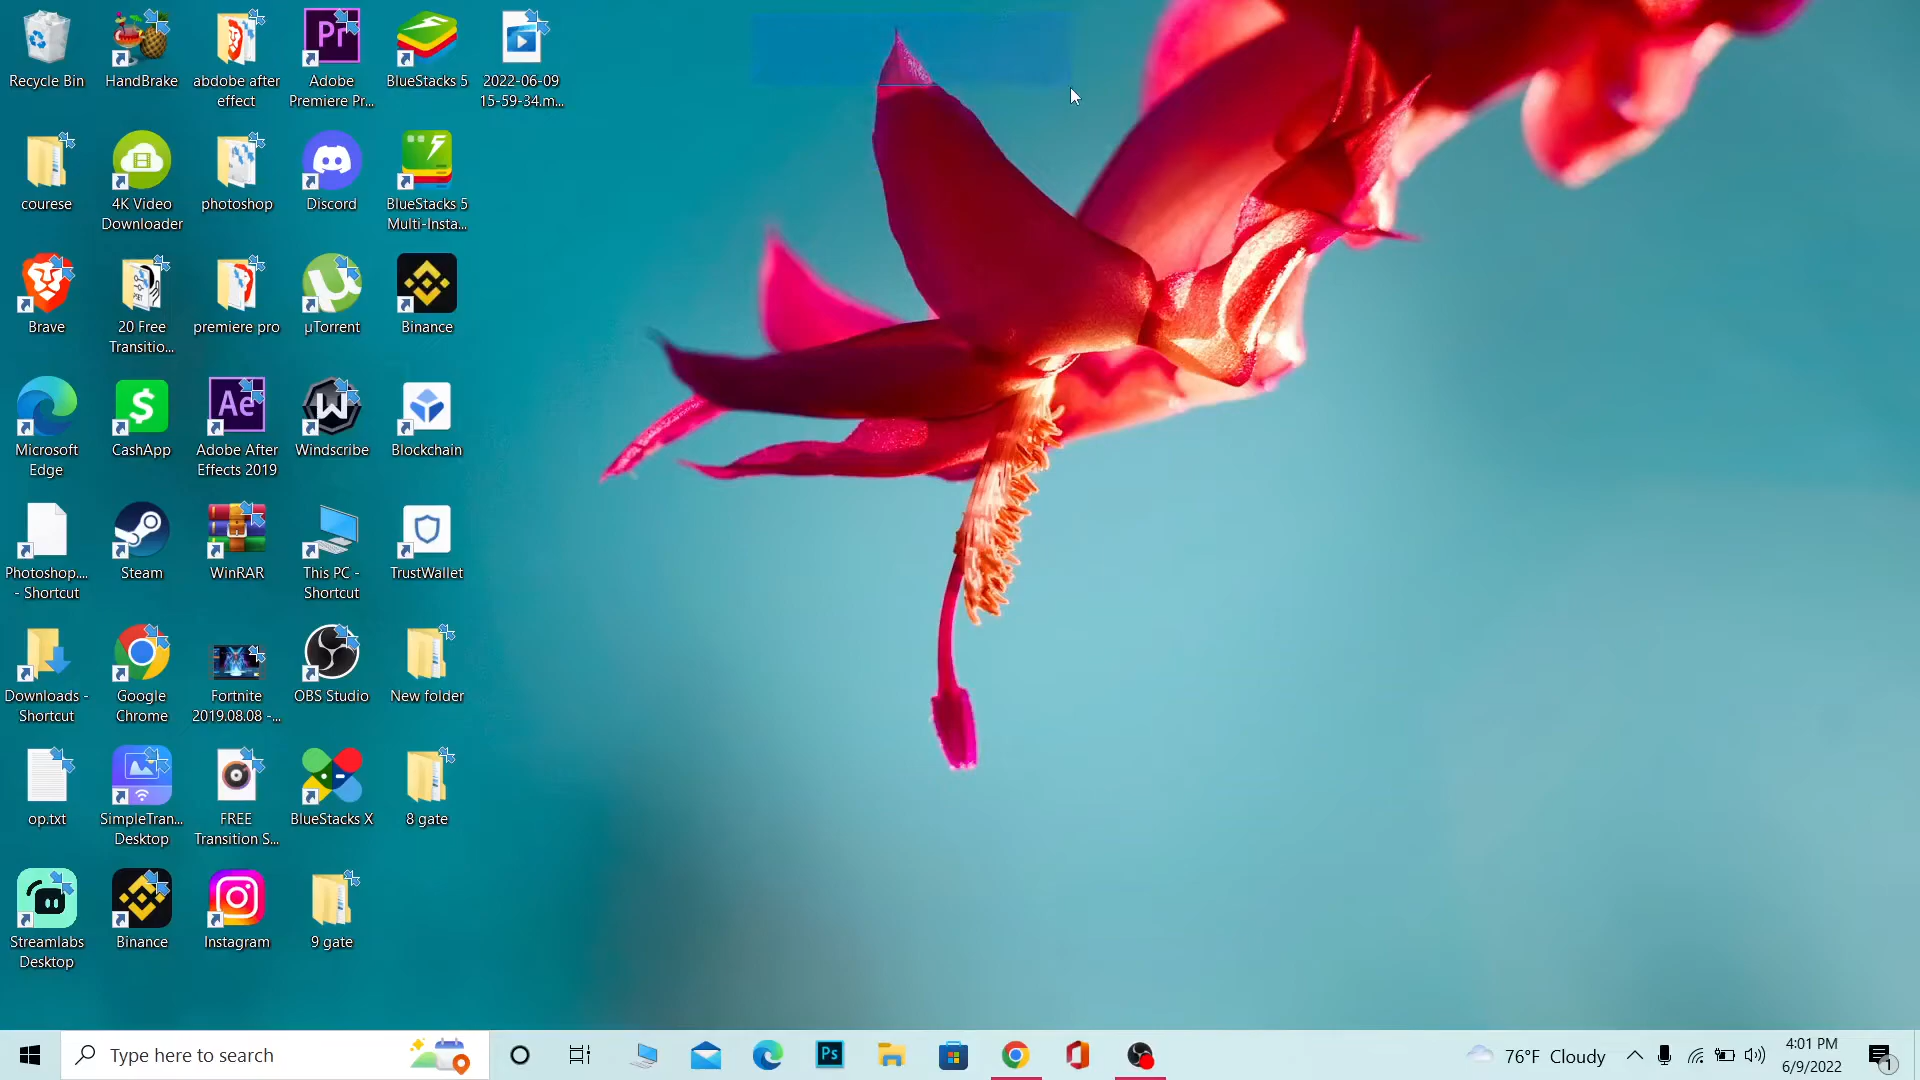 Recycle Bin
HandBrake
abdobe after
effect
Adobe
Premiere Pr...
BlueStacks 5
2022-06-09
15-59-34.m...
courese
4K Video
Downloader
photoshop
Discord
BlueStacks 5
Multi-Insta...
Brave
20 Free
Transitio...
premiere pro
µTorrent
Binance
Microsoft
Edge
CashApp
Adobe After
Effects 2019
Windscribe
Blockchain
Photoshop....
- Shortcut
Steam
WinRAR
This PC -
Shortcut
TrustWallet
Downloads -
Shortcut
Google
Chrome
Fortnite
2019.08.08 -...
OBS Studio
New folder
op.txt
SimpleTran...
Desktop
FREE
Transition S...
BlueStacks X
8 gate
Streamlabs
Desktop
Binance
Instagram
9 gate
Pr
Ae
Type here to search
Ps
76°F Cloudy
4:01 PM
6/9/2022
1